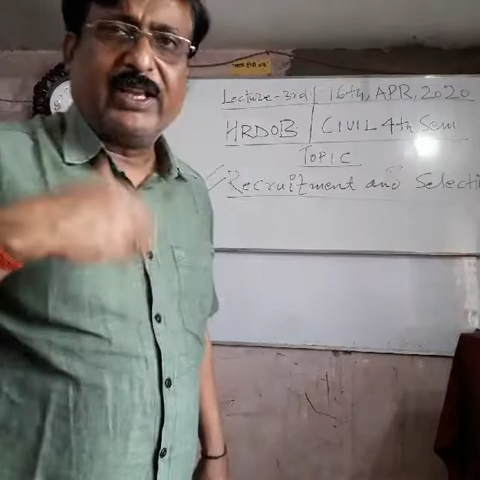 Lecture-3rd | 16th, APR, 2020
HRDOB | CIVIL 4th Sem
TOPIC
Recruitment and Selecti